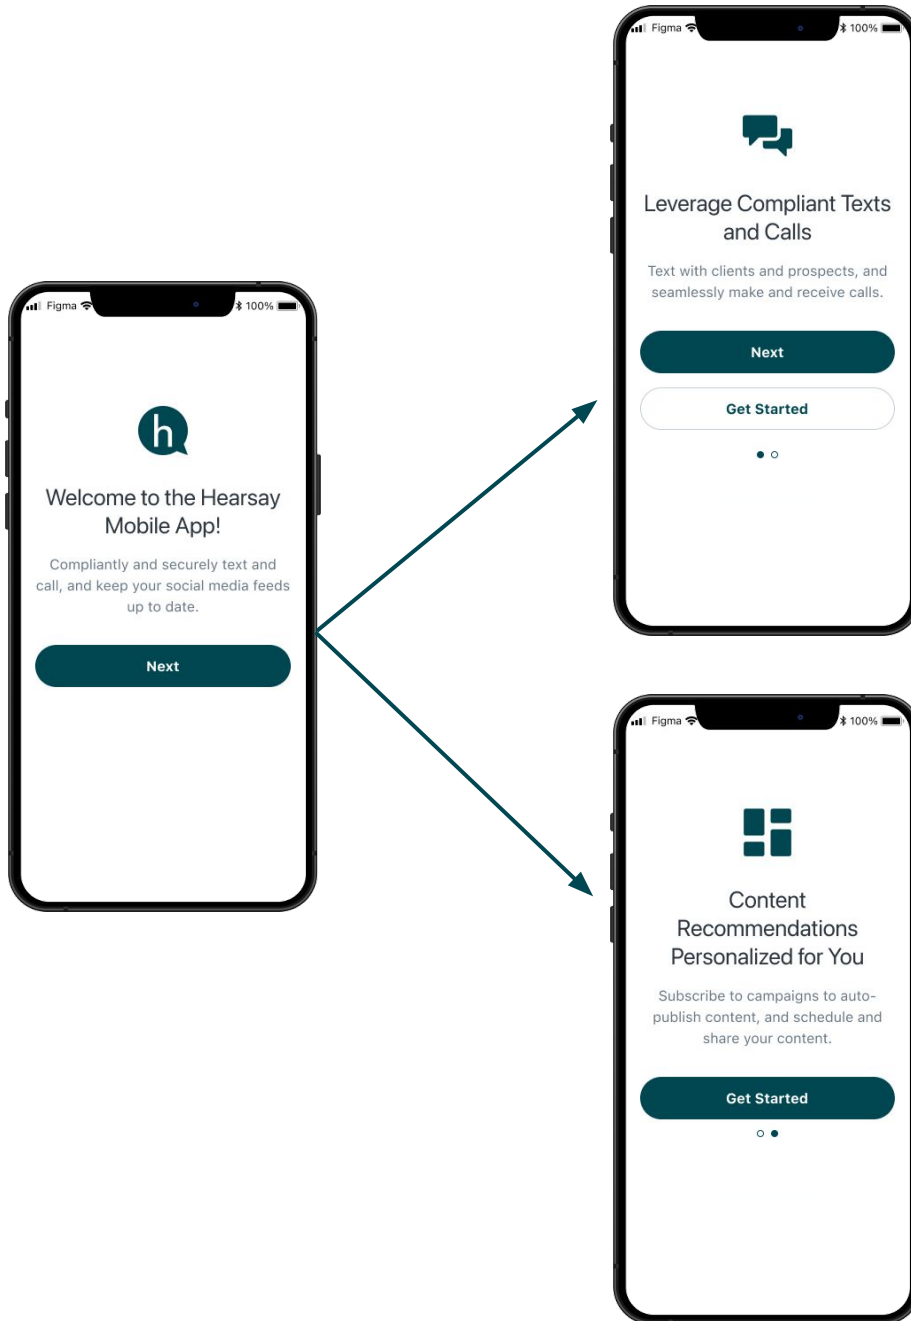 Figma 100%
h
Welcome to the Hearsay
Mobile App!
Compliantly and securely text and
call, and keep your social media feeds
up to date.
Next
Figma 100%
Leverage Compliant Texts
and Calls
Text with clients and prospects, and
seamlessly make and receive calls.
Next
Get Started
Figma 100%
Content
Recommendations
Personalized for You
Subscribe to campaigns to auto-
publish content, and schedule and
share your content.
Get Started